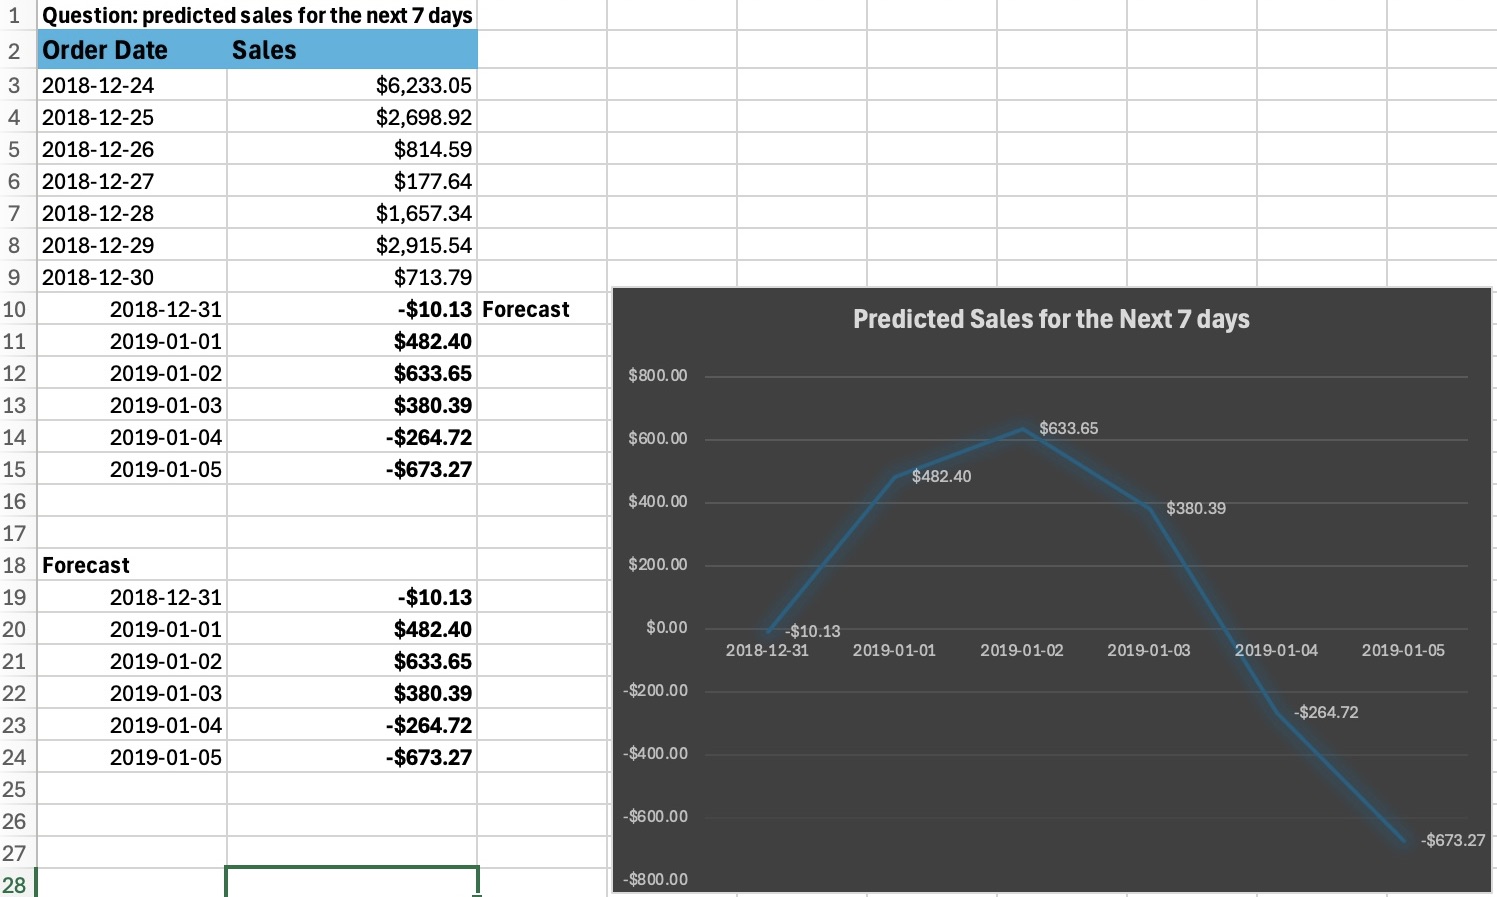 1 Question: predicted sales for the next 7 days
2 Order Date Sales
3 2018-12-24 $6,233.05
4 2018-12-25 $2,698.92
5 2018-12-26 $814.59
6 2018-12-27 $177.64
7 2018-12-28 $1,657.34
8 2018-12-29 $2,915.54
9 2018-12-30 $713.79
10 2018-12-31 -$10.13 Forecast
11 2019-01-01 $482.40
12 2019-01-02 $633.65
13 2019-01-03 $380.39
14 2019-01-04 -$264.72
15 2019-01-05 -$673.27
16
17
18 Forecast
19 2018-12-31 -$10.13
20 2019-01-01 $482.40
21 2019-01-02 $633.65
22 2019-01-03 $380.39
23 2019-01-04 -$264.72
24 2019-01-05 -$673.27
25
26
27
28
Predicted Sales for the Next 7 days
$800.00
$600.00 $633.65
$482.40
$400.00 $380.39
$200.00
$0.00 -$10.13
2018-12-31 2019-01-01 2019-01-02 2019-01-03 2019-01-04 2019-01-05
-$200.00
-$264.72
-$400.00
-$600.00
-$673.27
-$800.00